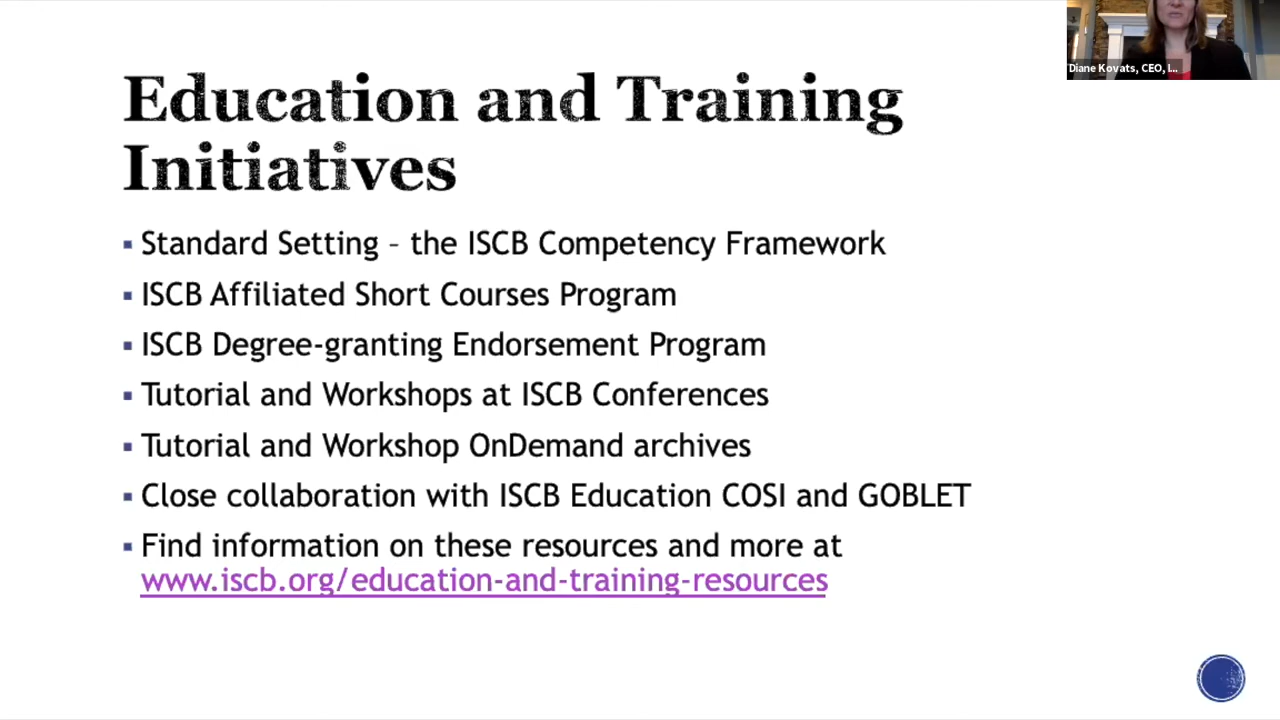 Diane Kovats, CEO, I...
Education and Training
Initiatives
▪ Standard Setting – the ISCB Competency Framework
▪ ISCB Affiliated Short Courses Program
▪ ISCB Degree-granting Endorsement Program
▪ Tutorial and Workshops at ISCB Conferences
▪ Tutorial and Workshop OnDemand archives
▪ Close collaboration with ISCB Education COSI and GOBLET
▪ Find information on these resources and more at
www.iscb.org/education-and-training-resources